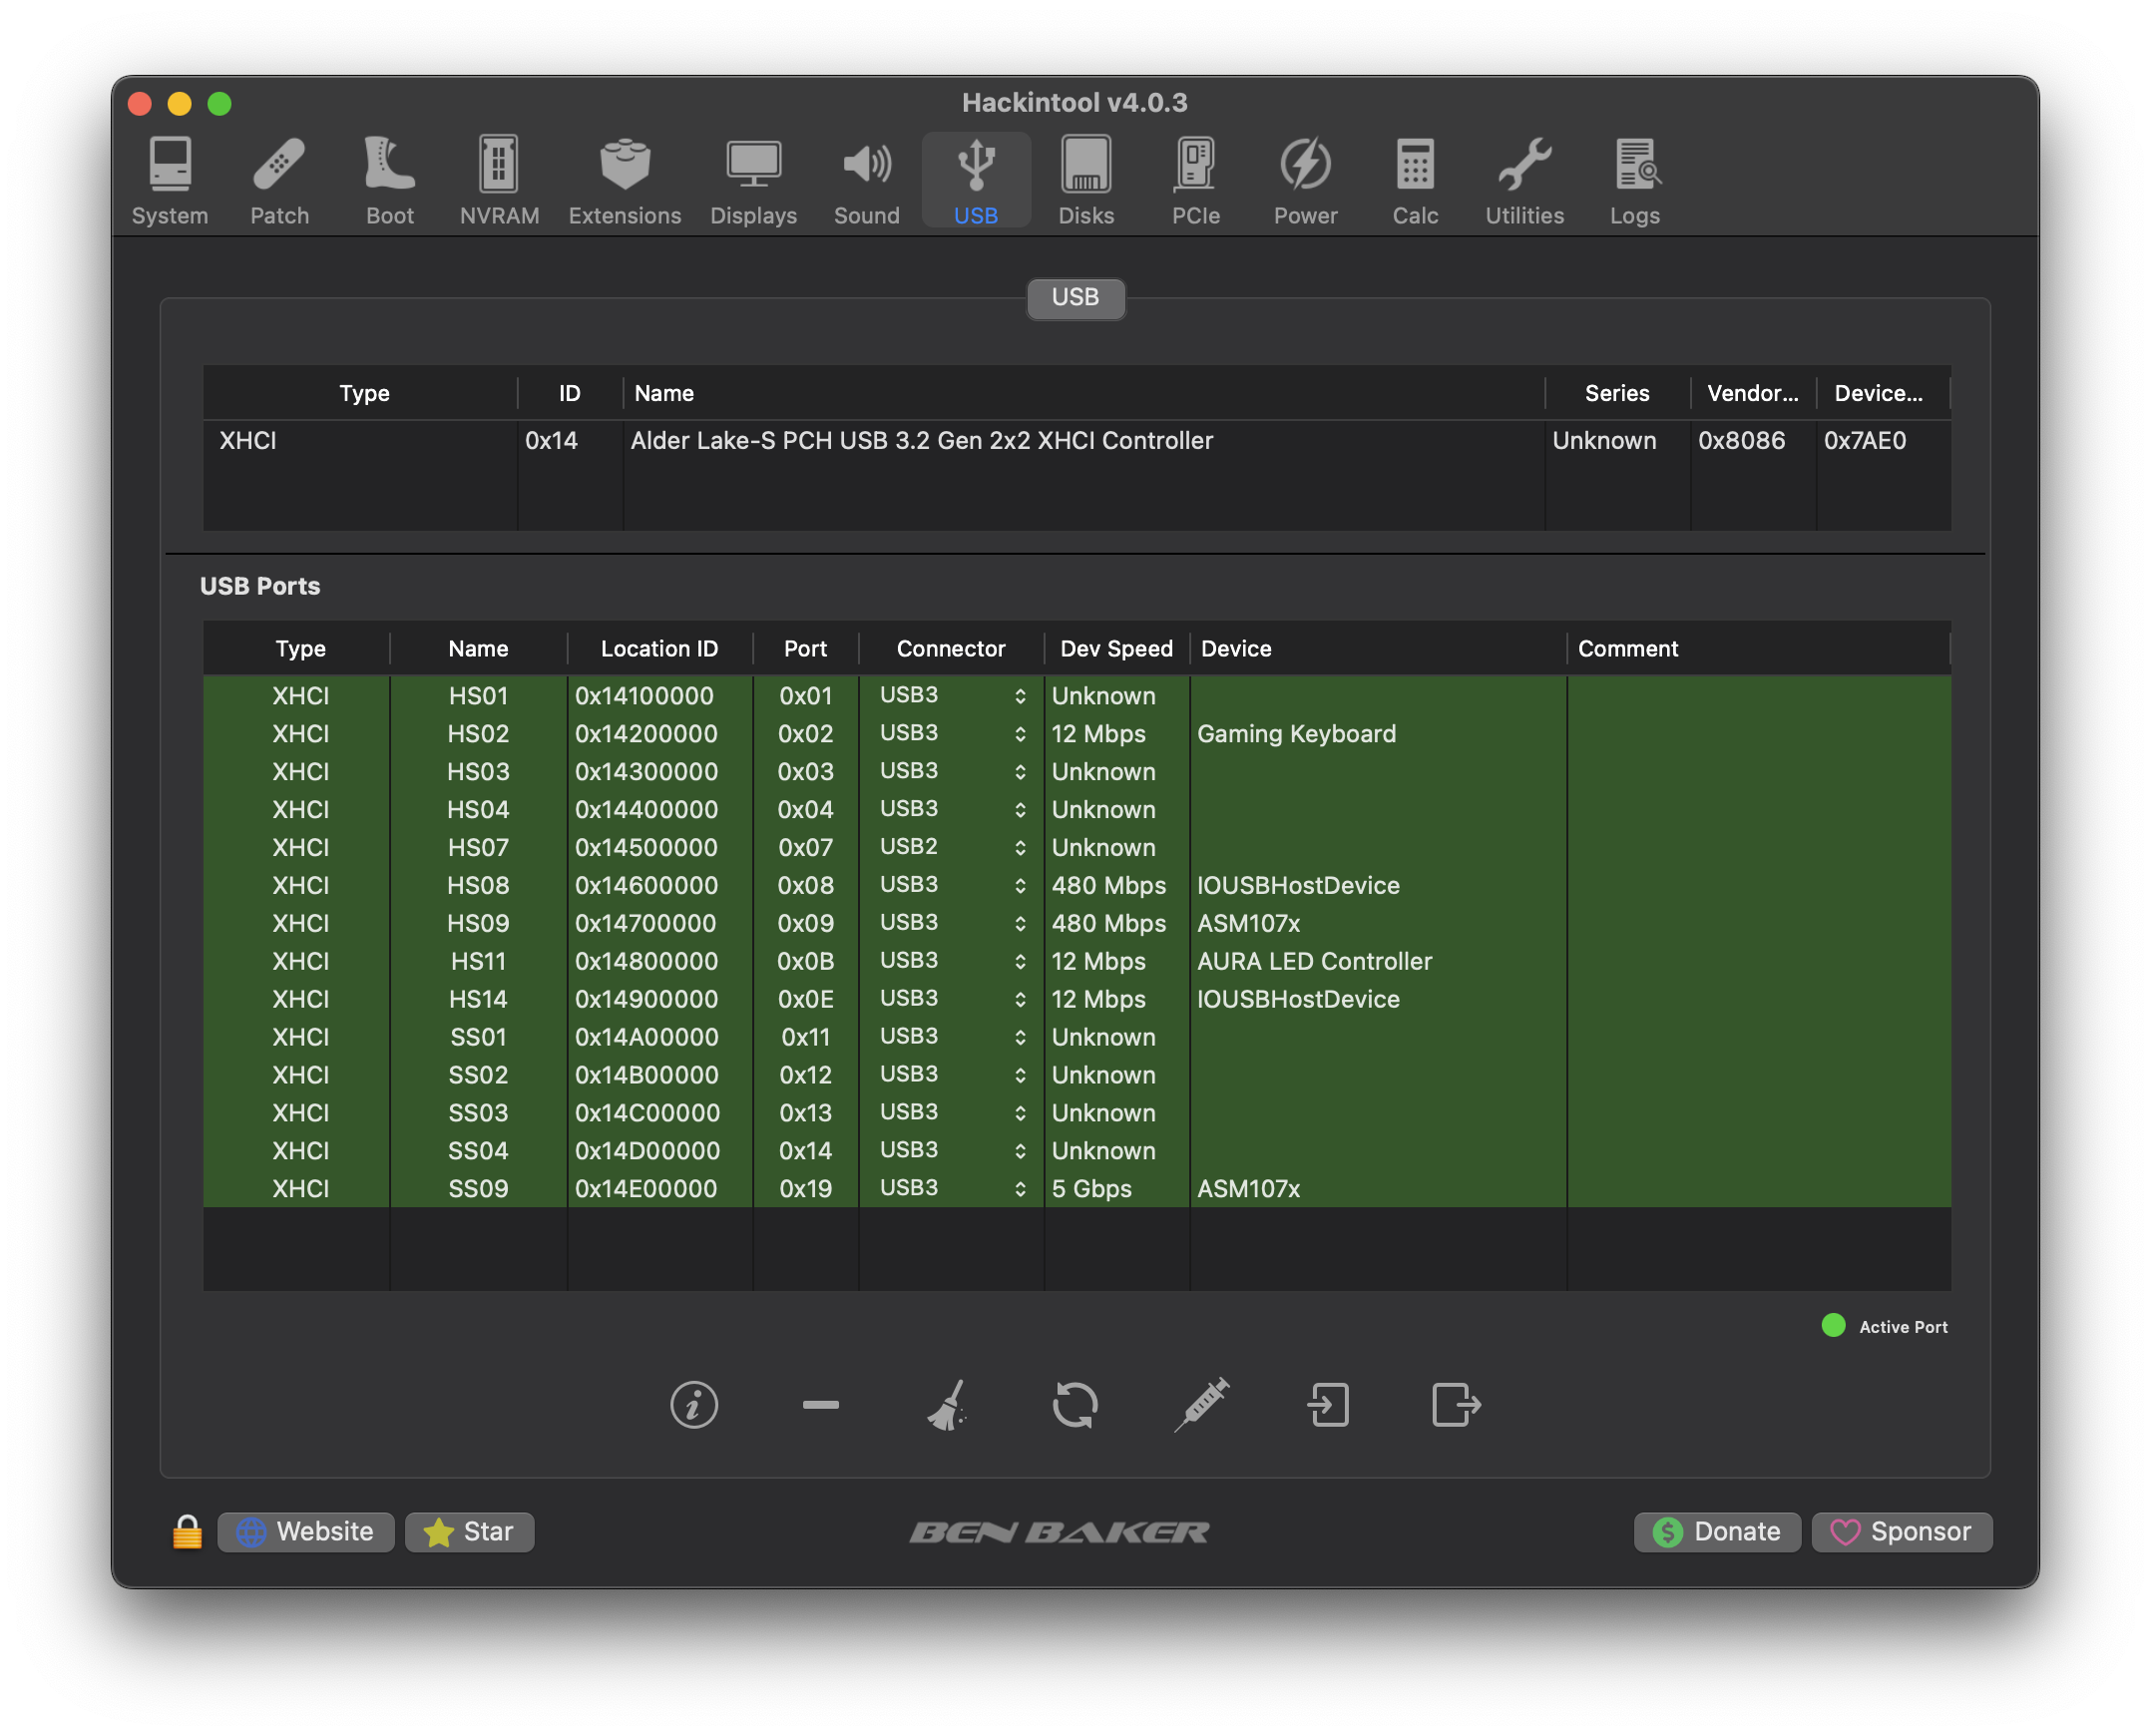 Hackintool v4.0.3
System Patch Boot NVRAM Extensions Displays Sound USB Disks PCIe Power Calc Utilities Logs
USB
Type ID Name Series Vendor... Device...
XHCI 0x14 Alder Lake-S PCH USB 3.2 Gen 2x2 XHCI Controller Unknown 0x8086 0x7AE0
USB Ports
Type Name Location ID Port Connector Dev Speed Device Comment
XHCI HS01 0x14100000 0x01 USB3 Unknown
XHCI HS02 0x14200000 0x02 USB3 12 Mbps Gaming Keyboard
XHCI HS03 0x14300000 0x03 USB3 Unknown
XHCI HS04 0x14400000 0x04 USB3 Unknown
XHCI HS07 0x14500000 0x07 USB2 Unknown
XHCI HS08 0x14600000 0x08 USB3 480 Mbps IOUSBHostDevice
XHCI HS09 0x14700000 0x09 USB3 480 Mbps ASM107x
XHCI HS11 0x14800000 0x0B USB3 12 Mbps AURA LED Controller
XHCI HS14 0x14900000 0x0E USB3 12 Mbps IOUSBHostDevice
XHCI SS01 0x14A00000 0x11 USB3 Unknown
XHCI SS02 0x14B00000 0x12 USB3 Unknown
XHCI SS03 0x14C00000 0x13 USB3 Unknown
XHCI SS04 0x14D00000 0x14 USB3 Unknown
XHCI SS09 0x14E00000 0x19 USB3 5 Gbps ASM107x
Active Port
Website Star BEN BAKER Donate Sponsor